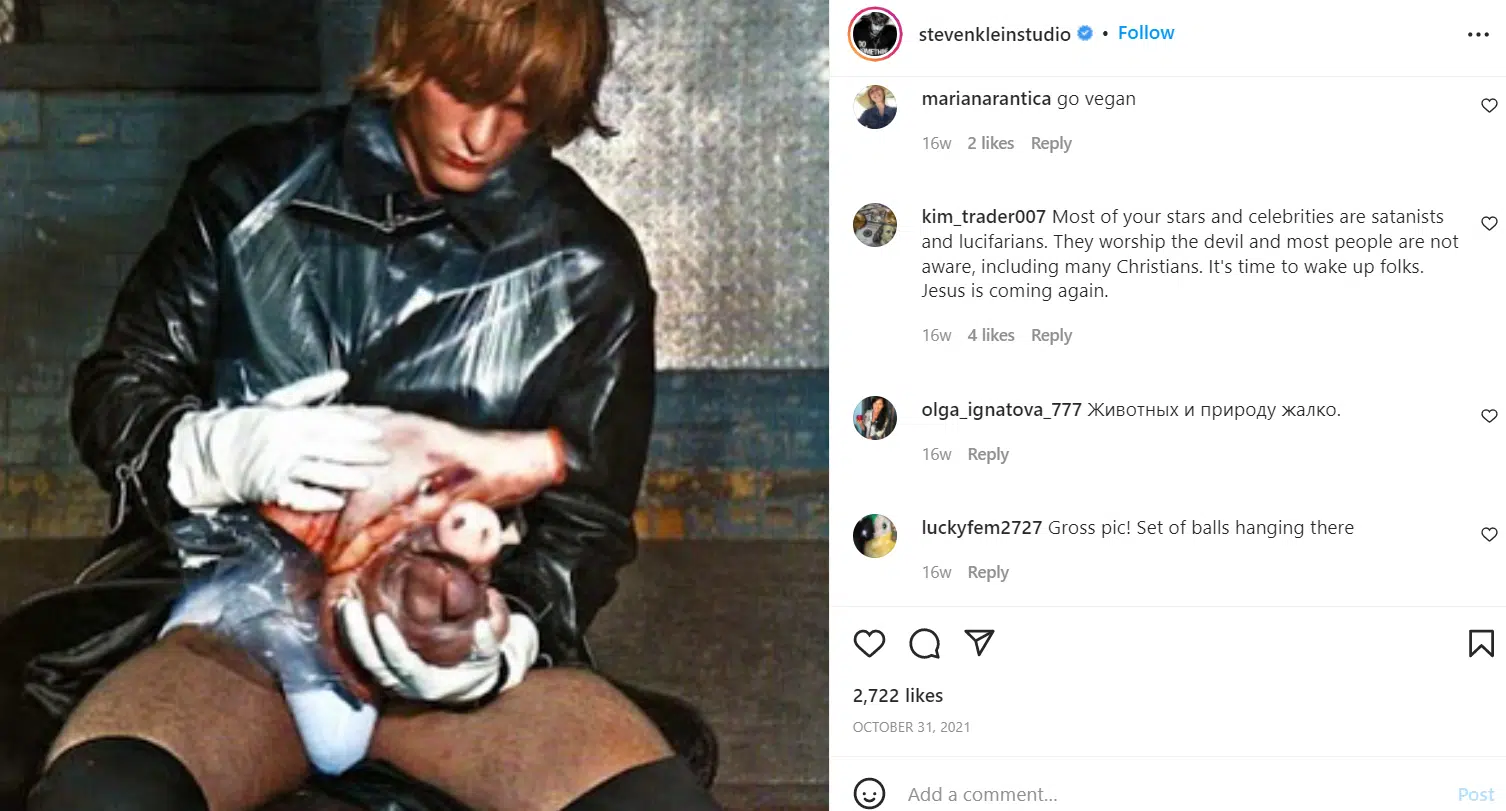 stevenkleinstudio • Follow
marianarantica go vegan
16w 2 likes Reply
kim_trader007 Most of your stars and celebrities are satanists
and lucifarians. They worship the devil and most people are not
aware, including many Christians. It's time to wake up folks.
Jesus is coming again.
16w 4 likes Reply
olga_ignatova_777 Животных и природу жалко.
16w Reply
luckyfem2727 Gross pic! Set of balls hanging there
16w Reply
2,722 likes
OCTOBER 31, 2021
Add a comment...
Post